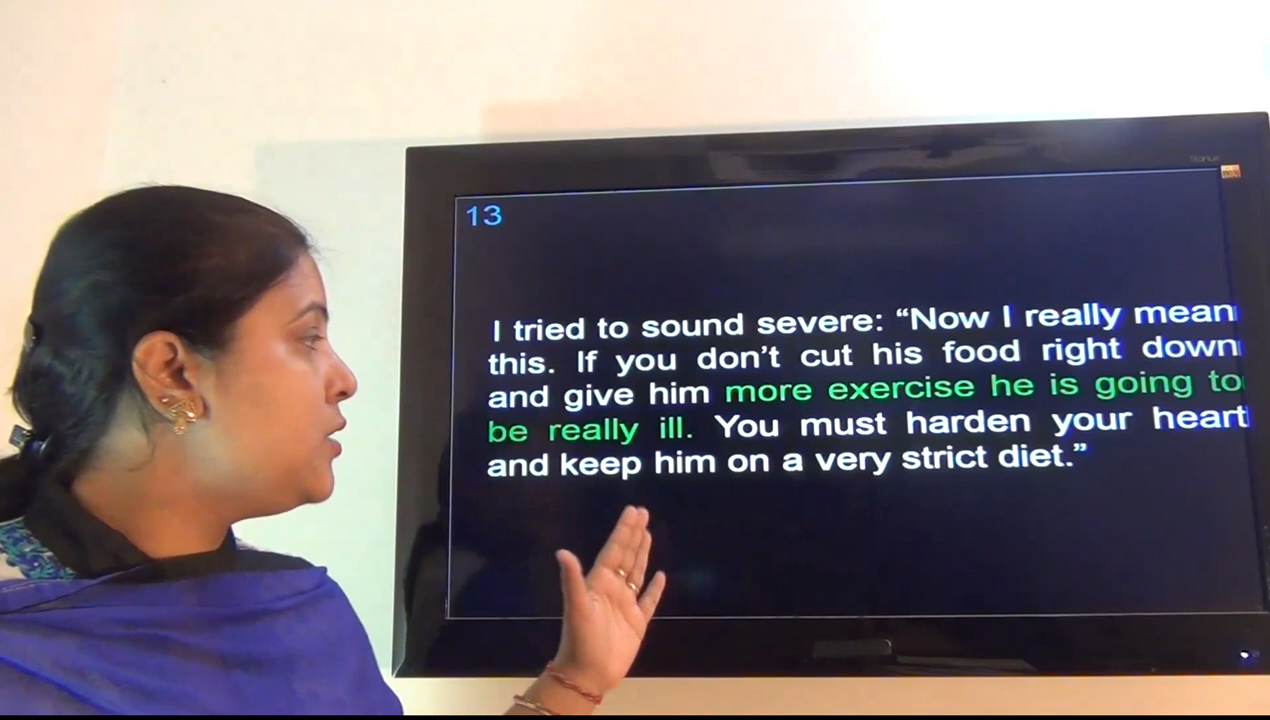 Titanium
13
I tried to sound severe: “Now I really mean
this. If you don’t cut his food right down
and give him more exercise he is going to
be really ill. You must harden your heart
and keep him on a very strict diet.”